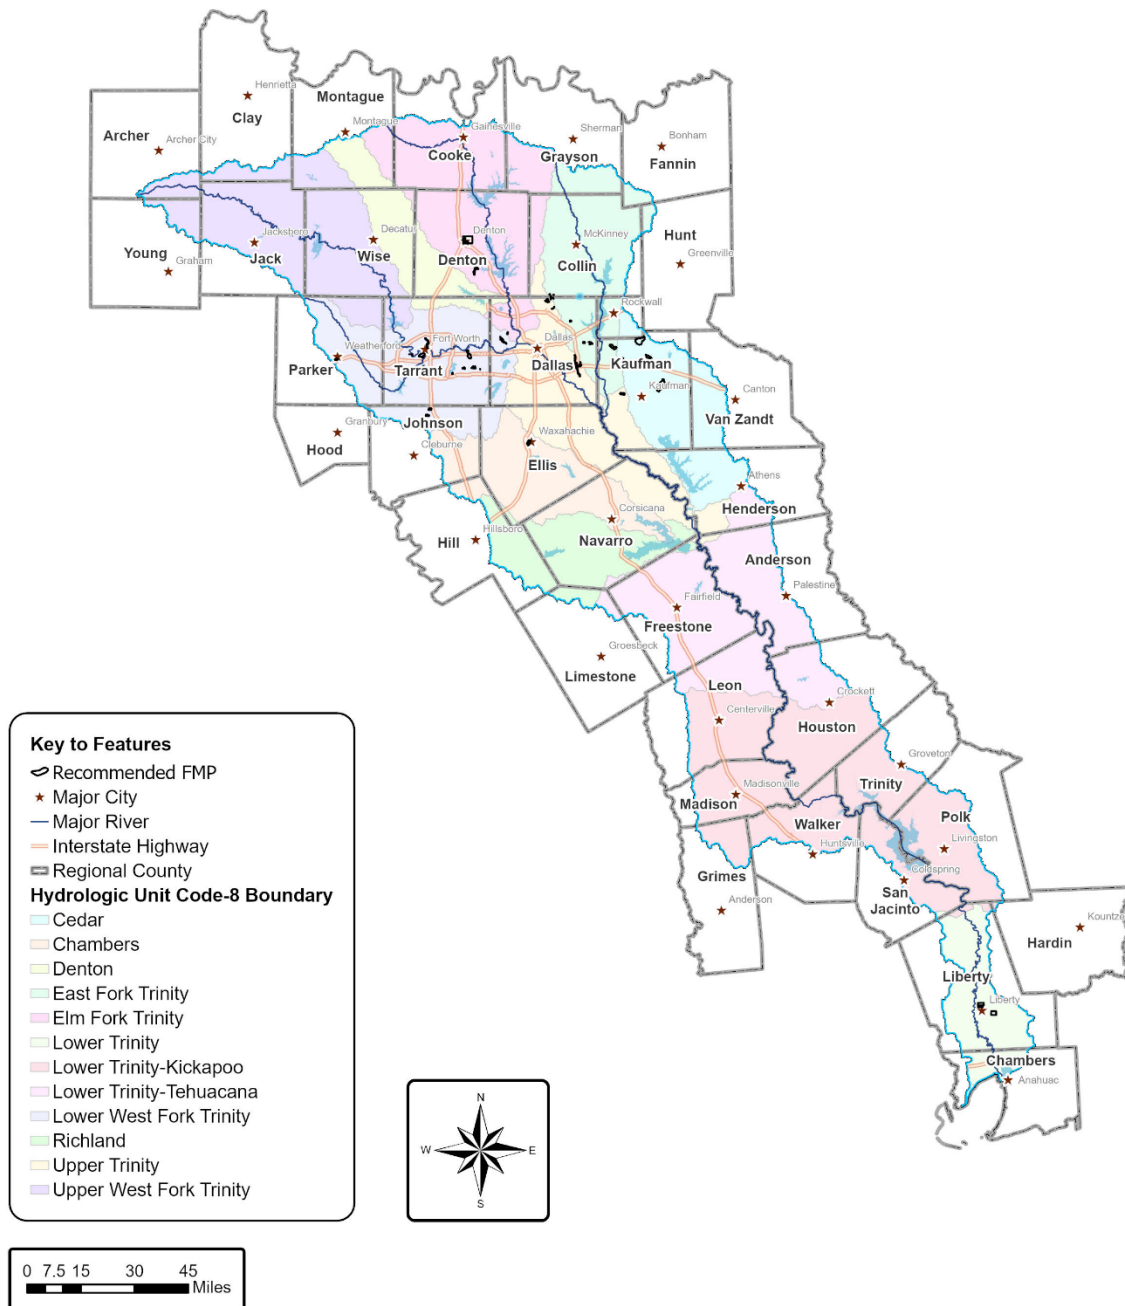 Henrietta
Clay
Montague
Montague
Archer
Archer City
Gainesville
Cooke
Sherman
Grayson
Bonham
Fannin
Young
Graham
Jacksboro
Jack
Decatur
Wise
Denton
Denton
McKinney
Collin
Hunt
Greenville
Rockwall
Weatherford
Parker
Fort Worth
Tarrant
Dallas
Dallas
Kaufman
Kaufman
Canton
Van Zandt
Granbury
Hood
Johnson
Cleburne
Waxahachie
Ellis
Athens
Henderson
Hillsboro
Hill
Corsicana
Navarro
Anderson
Palestine
Fairfield
Freestone
Groesbeck
Limestone
Leon
Centerville
Crockett
Houston
Groveton
Trinity
Madisonville
Madison
Walker
Huntsville
Polk
Livingston
Coldspring
San
Jacinto
Grimes
Anderson
Kountze
Hardin
Liberty
Liberty
Chambers
Anahuac
Key to Features
Recommended FMP
Major City
Major River
Interstate Highway
Regional County
Hydrologic Unit Code-8 Boundary
Cedar
Chambers
Denton
East Fork Trinity
Elm Fork Trinity
Lower Trinity
Lower Trinity-Kickapoo
Lower Trinity-Tehuacana
Lower West Fork Trinity
Richland
Upper Trinity
Upper West Fork Trinity
N
W E
S
0 7.5 15 30 45
Miles